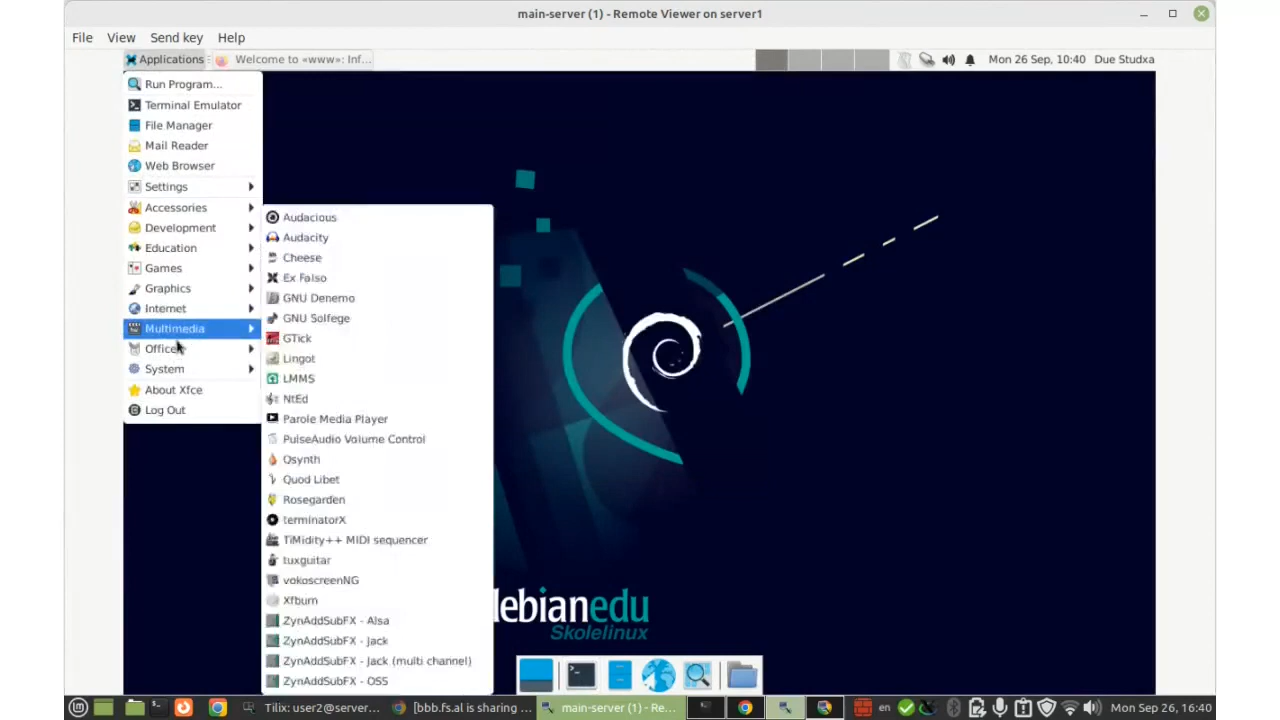 main-server (1) - Remote Viewer on server1
File View Send key Help
Applications
Welcome to «www»: Inf...
Mon 26 Sep, 10:40 Due Studxa
Run Program...
Terminal Emulator
File Manager
Mail Reader
Web Browser
Settings
Accessories
Development
Education
Games
Graphics
Internet
Multimedia
Office
System
About Xfce
Log Out
Audacious
Audacity
Cheese
Ex Falso
GNU Denemo
GNU Solfege
GTick
Lingot
LMMS
NtEd
Parole Media Player
PulseAudio Volume Control
Qsynth
Quod Libet
Rosegarden
terminatorX
TiMidity++ MIDI sequencer
tuxguitar
vokoscreenNG
Xfburn
ZynAddSubFX - Alsa
ZynAddSubFX - Jack
ZynAddSubFX - Jack (multi channel)
ZynAddSubFX - OSS
ebianedu
Skolelinux
Tilix: user2@server...
[bbb.fs.al is sharing ...
main-server (1) - Re...
en
Mon Sep 26, 16:40